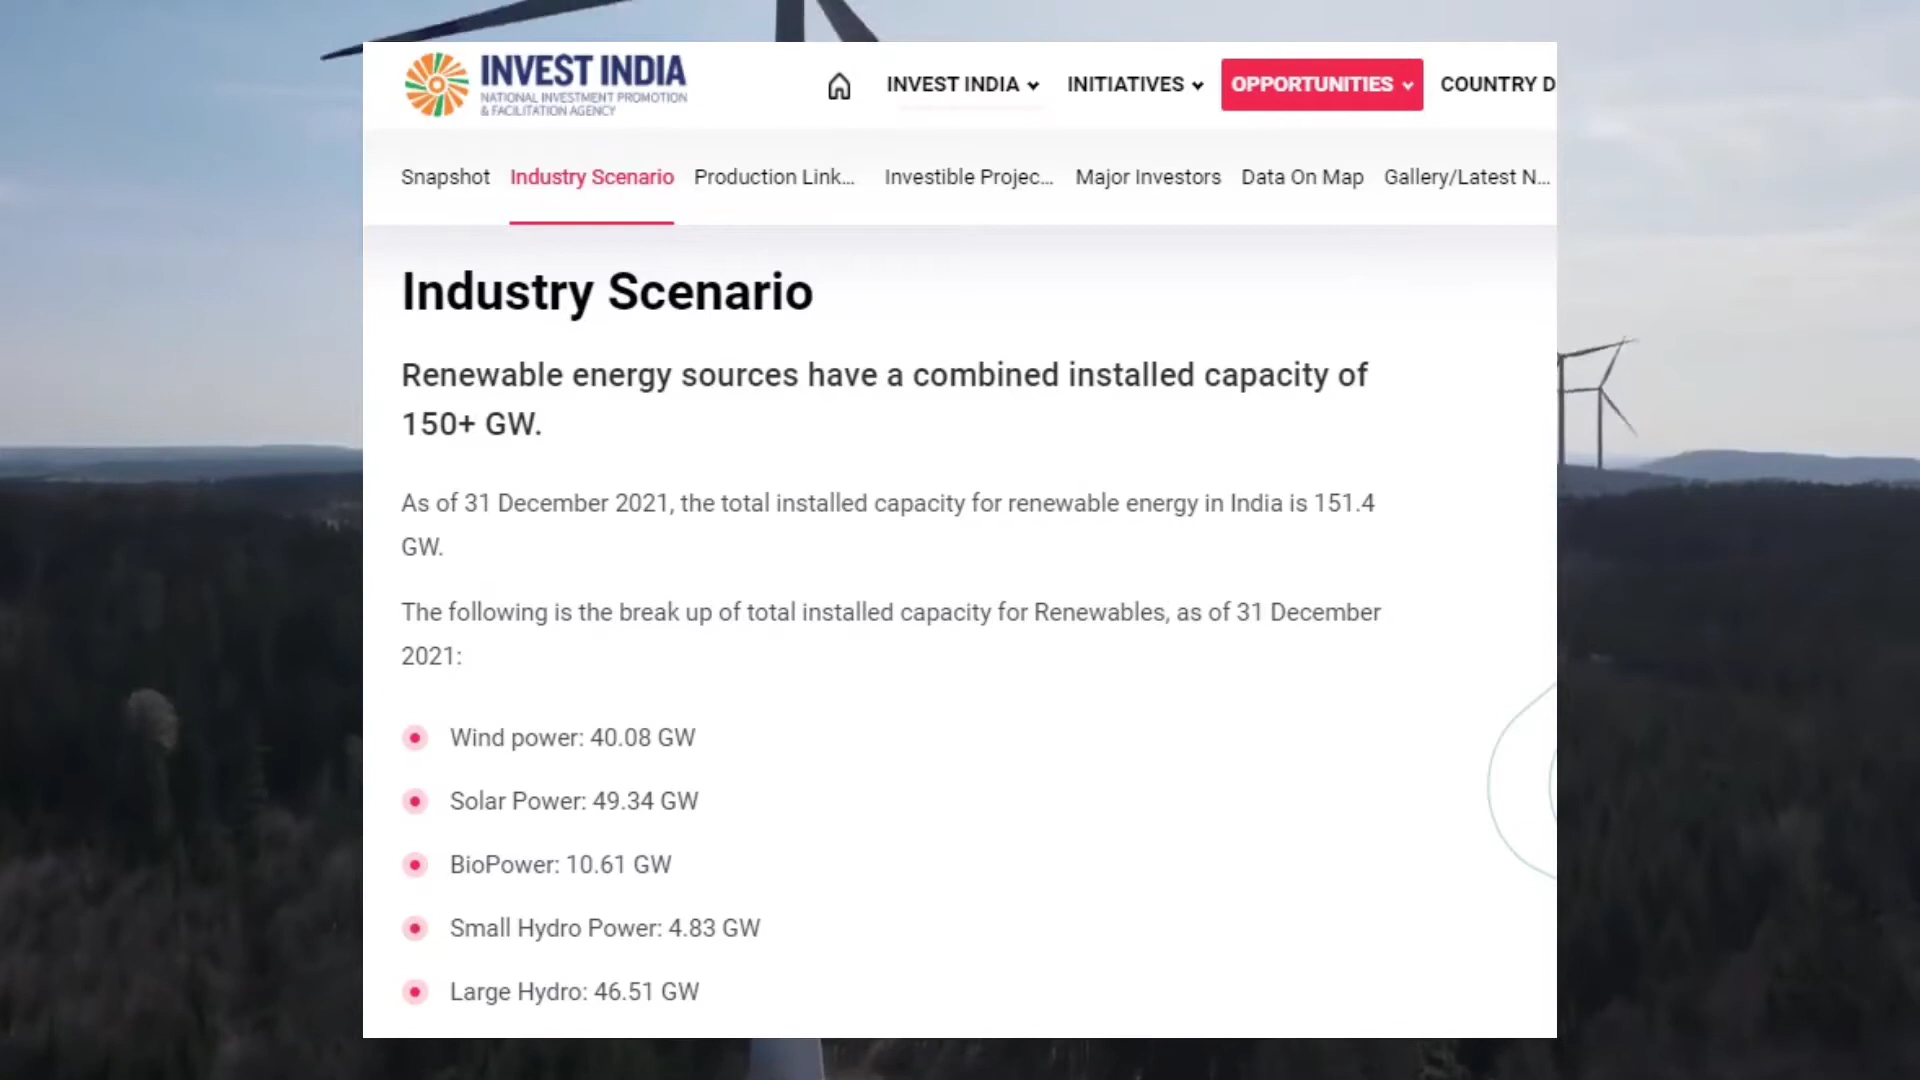 INVEST INDIA
NATIONAL INVESTMENT PROMOTION
& FACILITATION AGENCY
INVEST INDIA
INITIATIVES
OPPORTUNITIES
COUNTRY D
Snapshot
Industry Scenario
Production Link...
Investible Projec...
Major Investors
Data On Map
Gallery/Latest N...
Industry Scenario
Renewable energy sources have a combined installed capacity of
150+ GW.
As of 31 December 2021, the total installed capacity for renewable energy in India is 151.4
GW.
The following is the break up of total installed capacity for Renewables, as of 31 December
2021:
Wind power: 40.08 GW
Solar Power: 49.34 GW
BioPower: 10.61 GW
Small Hydro Power: 4.83 GW
Large Hydro: 46.51 GW